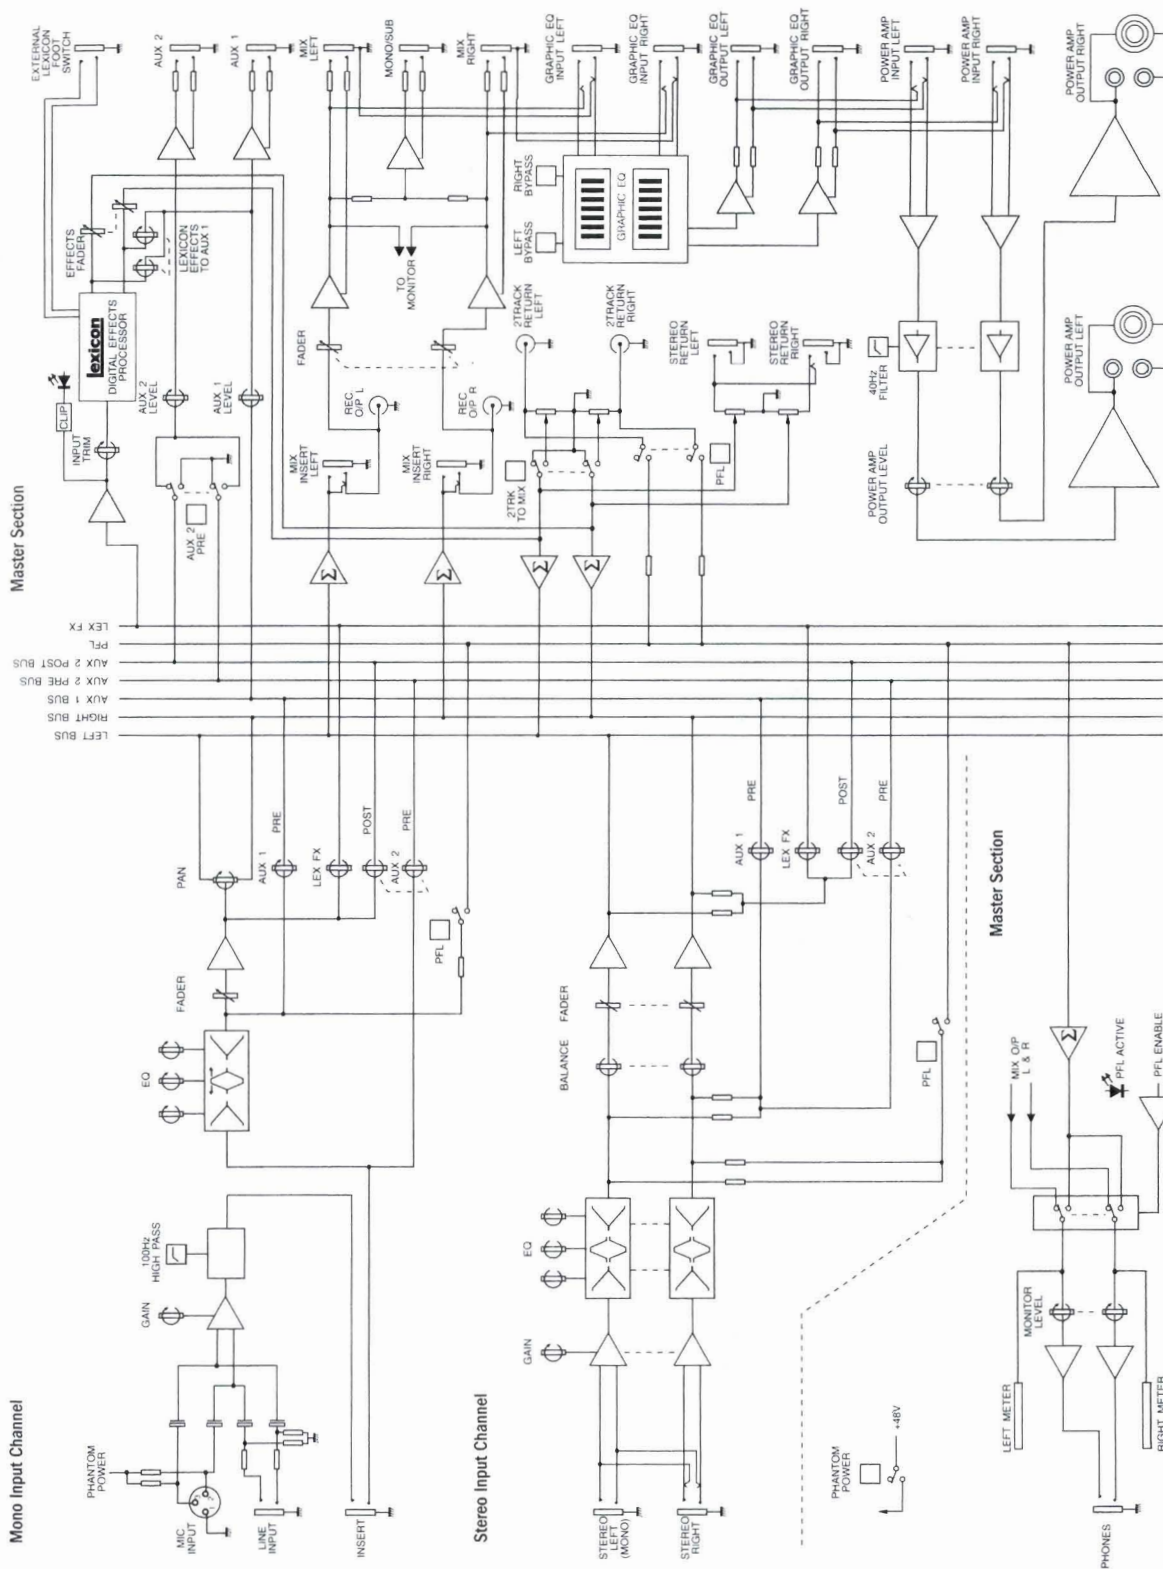 Mono Input Channel
PHANTOM
POWER
MIC
INPUT
LINE
INPUT
INSERT
GAIN
100Hz
HIGH PASS
EQ
FADER
PAN
AUX 1
PRE
LEX FX
POST
AUX 2
PRE
PFL
Stereo Input Channel
STEREO
LEFT
(MONO)
STEREO
RIGHT
GAIN
EQ
BALANCE
FADER
AUX 1
PRE
LEX FX
POST
AUX 2
PRE
PFL
LEFT BUS
RIGHT BUS
AUX 1 BUS
AUX 2 PRE BUS
AUX 2 POST BUS
PFL
LEX FX
Master Section
EXTERNAL
LEXICON
FOOT
SWITCH
AUX 2
AUX 1
MIX
LEFT
MONO/SUB
MIX
RIGHT
GRAPHIC EQ
INPUT LEFT
GRAPHIC EQ
INPUT RIGHT
GRAPHIC EQ
OUTPUT LEFT
GRAPHIC EQ
OUTPUT RIGHT
POWER AMP
INPUT LEFT
POWER AMP
INPUT RIGHT
POWER AMP
OUTPUT RIGHT
CLIP
INPUT
TRIM
lexicon
DIGITAL EFFECTS
PROCESSOR
EFFECTS
FADER
LEXICON
EFFECTS
TO AUX 1
AUX 2
PRE
AUX 2
LEVEL
AUX 1
LEVEL
FADER
TO
MONITOR
MIX
INSERT
LEFT
REC
O/P L
MIX
INSERT
RIGHT
REC
O/P R
LEFT
BYPASS
RIGHT
BYPASS
GRAPHIC EQ
2TRACK
RETURN
LEFT
2TRACK
RETURN
RIGHT
2TRK
TO MIX
PFL
STEREO
RETURN
LEFT
STEREO
RETURN
RIGHT
40Hz
FILTER
POWER AMP
OUTPUT LEVEL
POWER AMP
OUTPUT LEFT
Master Section
PHANTOM
POWER
+48V
MIX O/P
L & R
Σ
Σ
Σ
Σ
Σ
PFL ACTIVE
PFL ENABLE
MONITOR
LEVEL
LEFT METER
RIGHT METER
PHONES